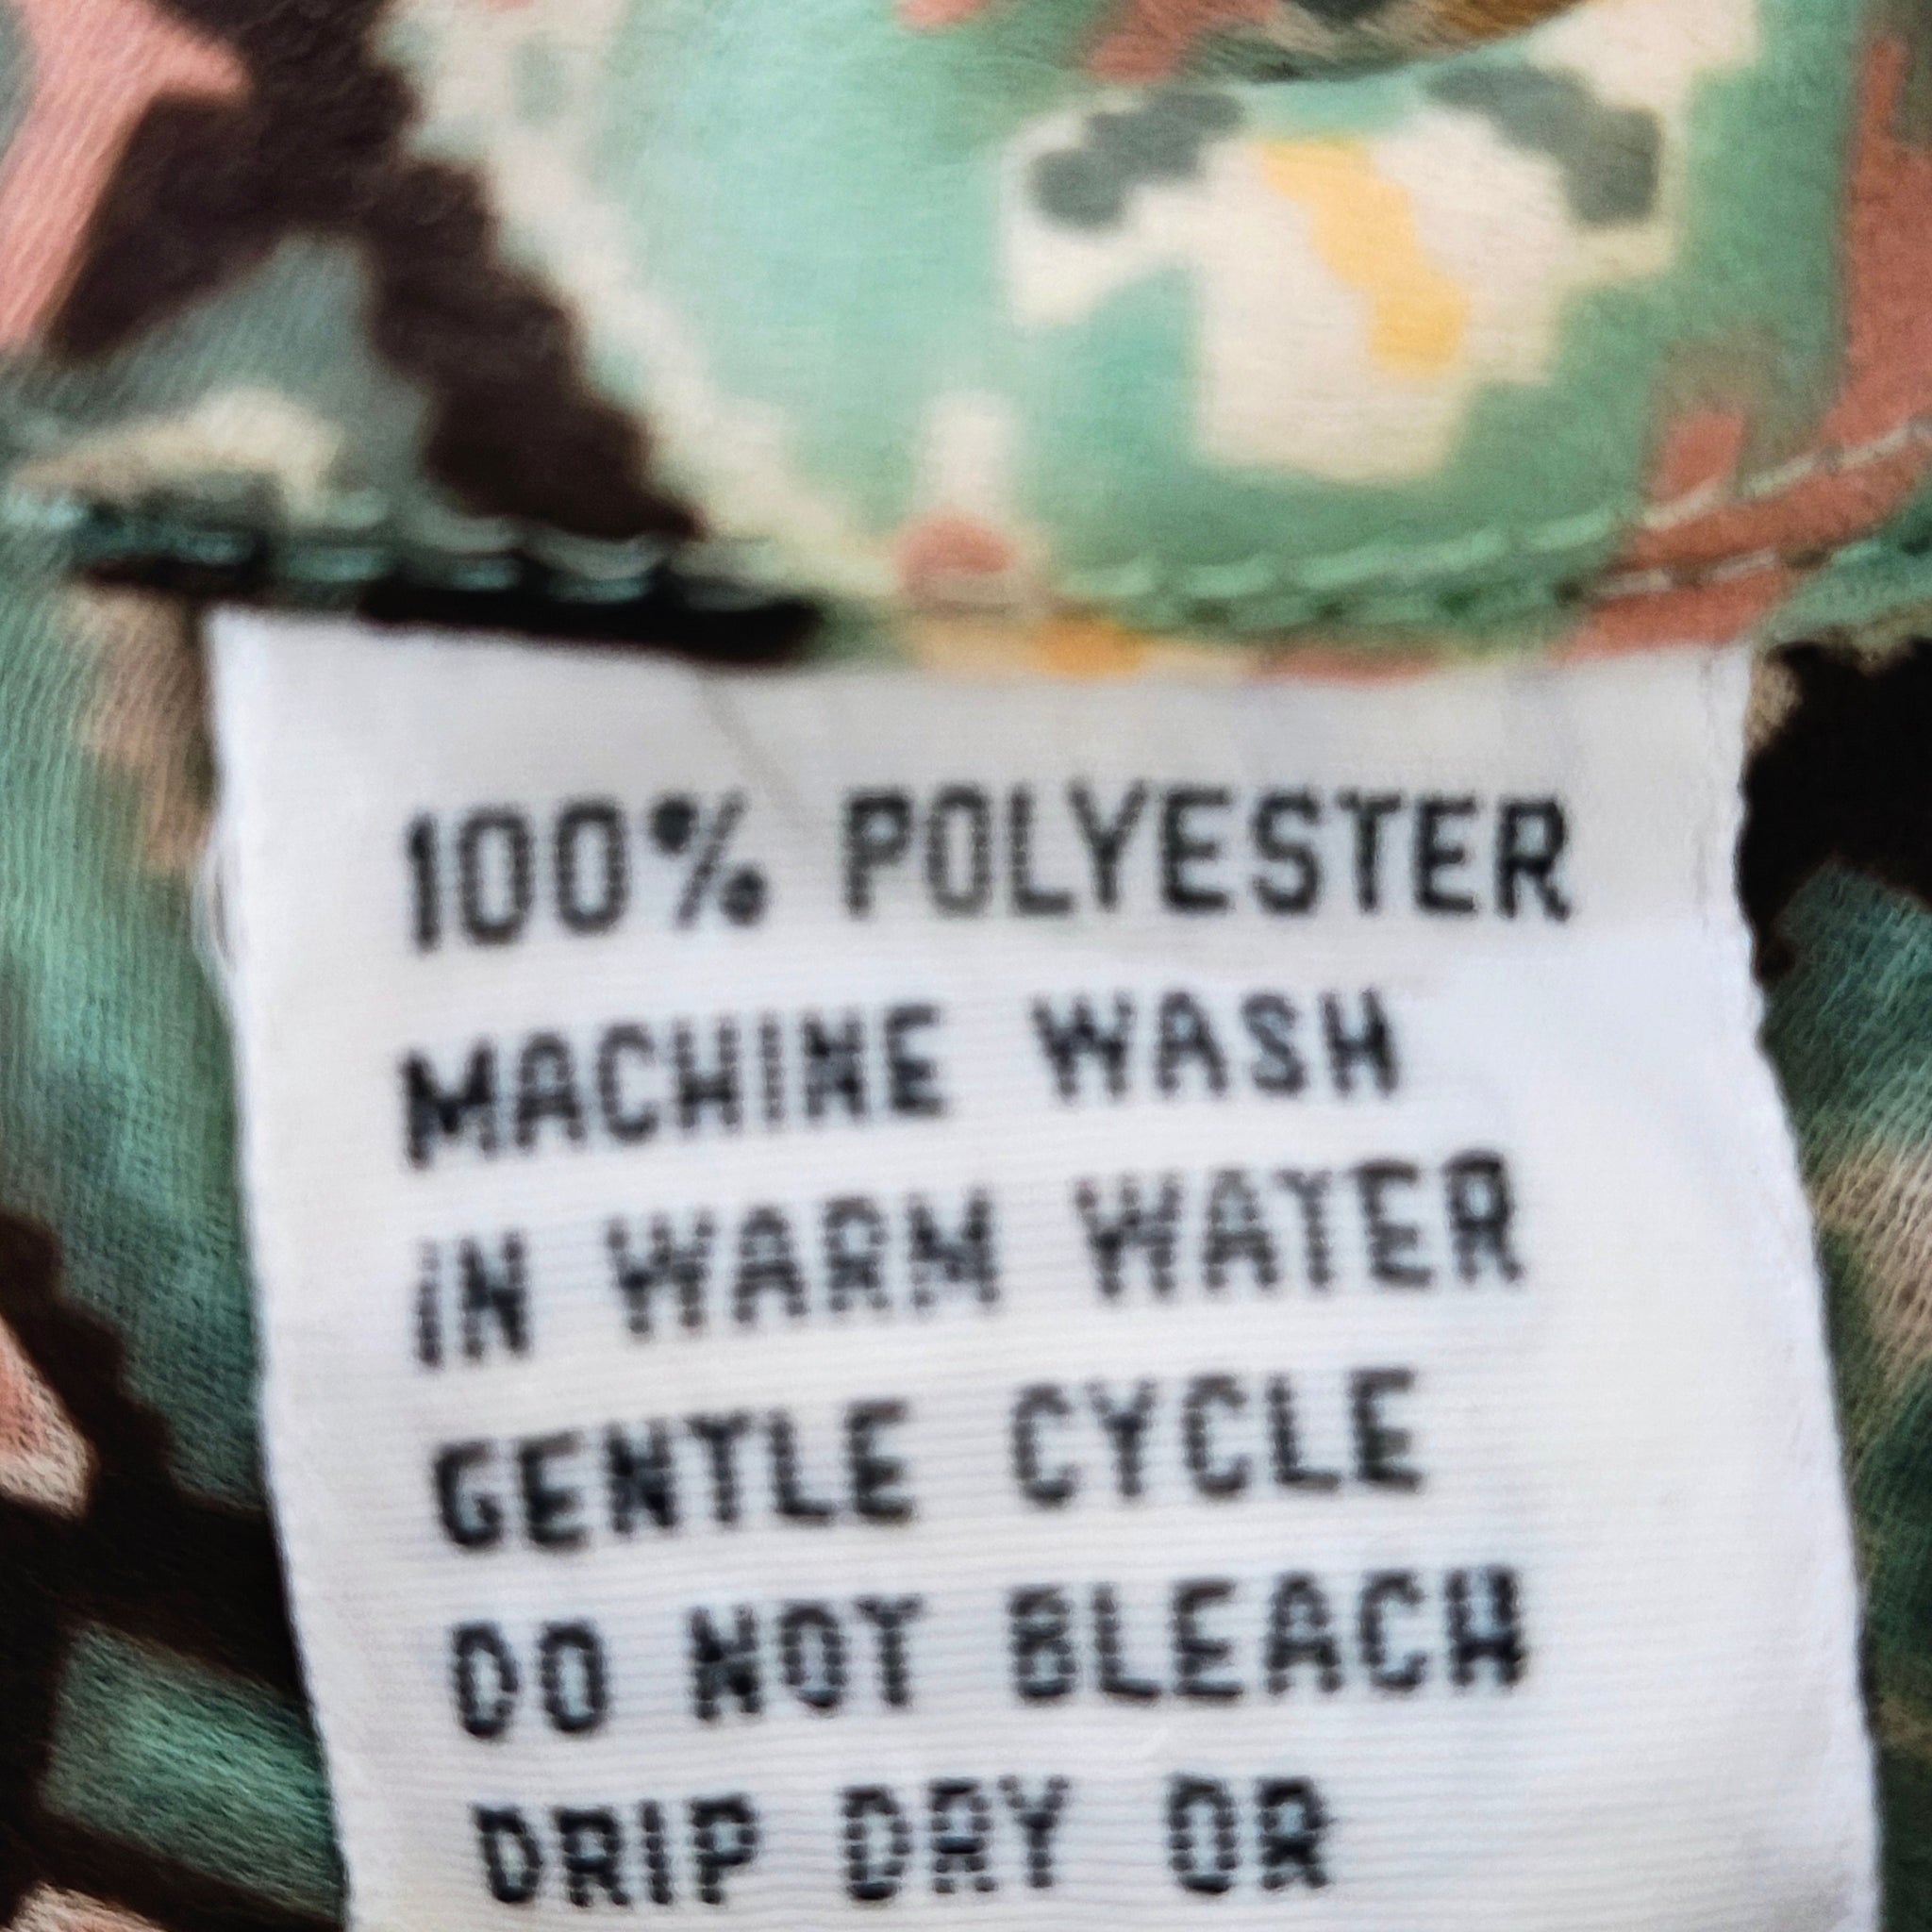 100% POLYESTER
MACHINE WASH
IN WARM WATER
GENTLE CYCLE
DO NOT BLEACH
DRIP DRY OR